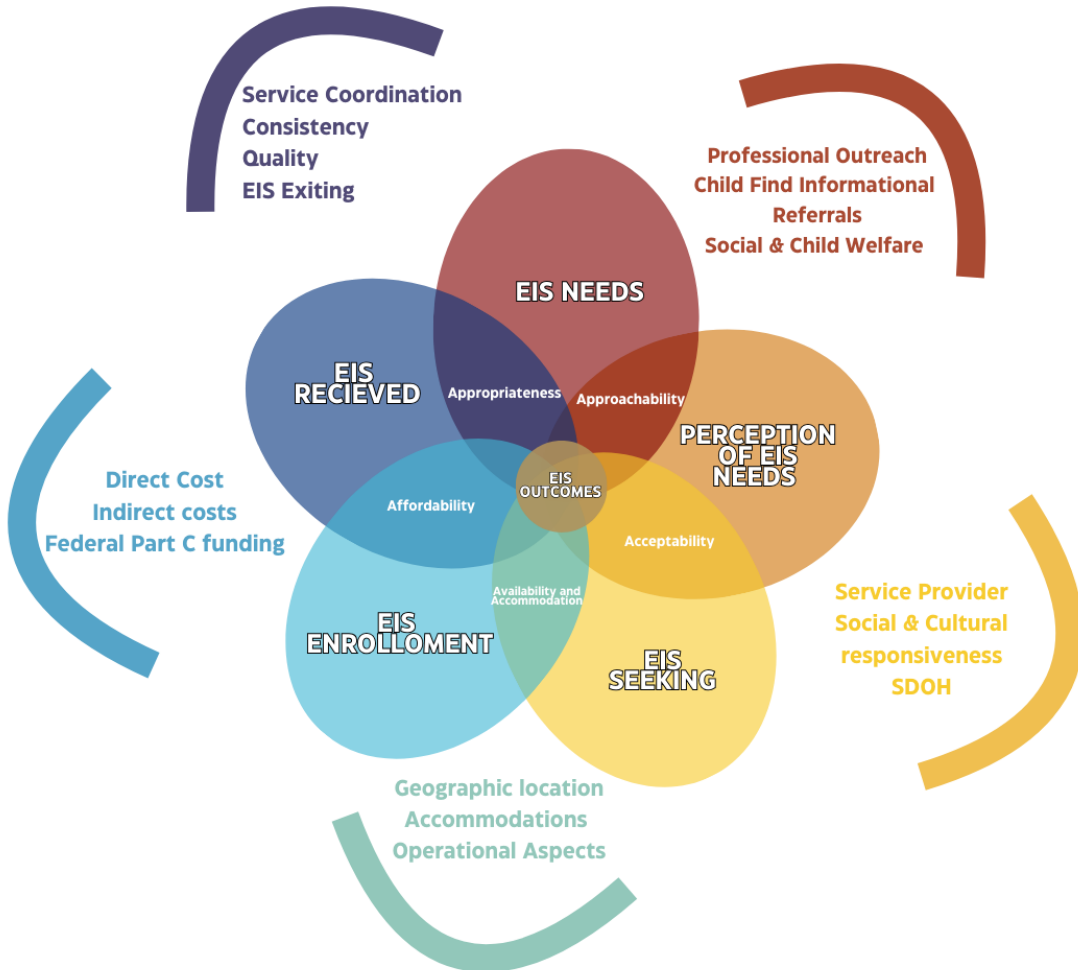 Service Coordination
Consistency
Quality
EIS Exiting
Professional Outreach
Child Find Informational
Referrals
Social & Child Welfare
EIS NEEDS
EIS
RECIEVED
Appropriateness
Approachability
PERCEPTION
OF EIS
NEEDS
EIS
OUTCOMES
Direct Cost
Indirect costs
Federal Part C funding
Affordability
Acceptability
Availability and
Accommodation
EIS
ENROLLOMENT
EIS
SEEKING
Service Provider
Social & Cultural
responsiveness
SDOH
Geographic location
Accommodations
Operational Aspects